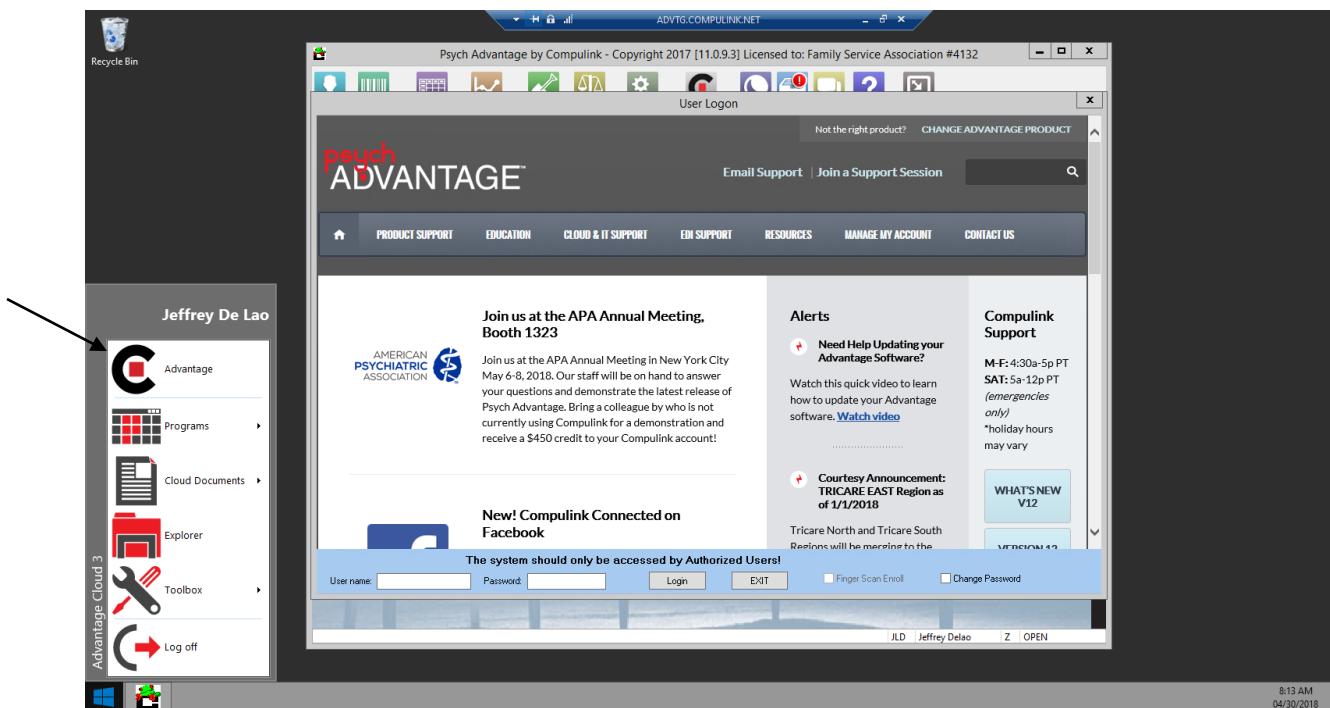 ADVTG.COMPULINK.NET
Recycle Bin
Psych Advantage by Compulink - Copyright 2017 [11.0.9.3] Licensed to: Family Service Association #4132
User Logon
Not the right product? CHANGE ADVANTAGE PRODUCT
psych
ADVANTAGE™
Email Support | Join a Support Session
PRODUCT SUPPORT EDUCATION CLOUD & IT SUPPORT EDI SUPPORT RESOURCES MANAGE MY ACCOUNT CONTACT US
Jeffrey De Lao
Advantage
Programs
Cloud Documents
Explorer
Toolbox
Log off
Advantage Cloud 3
AMERICAN
PSYCHIATRIC
ASSOCIATION
Join us at the APA Annual Meeting,
Booth 1323
Join us at the APA Annual Meeting in New York City
May 6-8, 2018. Our staff will be on hand to answer
your questions and demonstrate the latest release of
Psych Advantage. Bring a colleague by who is not
currently using Compulink for a demonstration and
receive a $450 credit to your Compulink account!
New! Compulink Connected on
Facebook
Alerts
Need Help Updating your
Advantage Software?
Watch this quick video to learn
how to update your Advantage
software. Watch video
Courtesy Announcement:
TRICARE EAST Region as
of 1/1/2018
Tricare North and Tricare South
Regions will be merging to the
Compulink
Support
M-F: 4:30a-5p PT
SAT: 5a-12p PT
(emergencies
only)
*holiday hours
may vary
WHAT'S NEW
V12
VERSION 12
The system should only be accessed by Authorized Users!
User name: Password: Login EXIT Finger Scan Enroll Change Password
JLD Jeffrey Delao Z OPEN
8:13 AM
04/30/2018